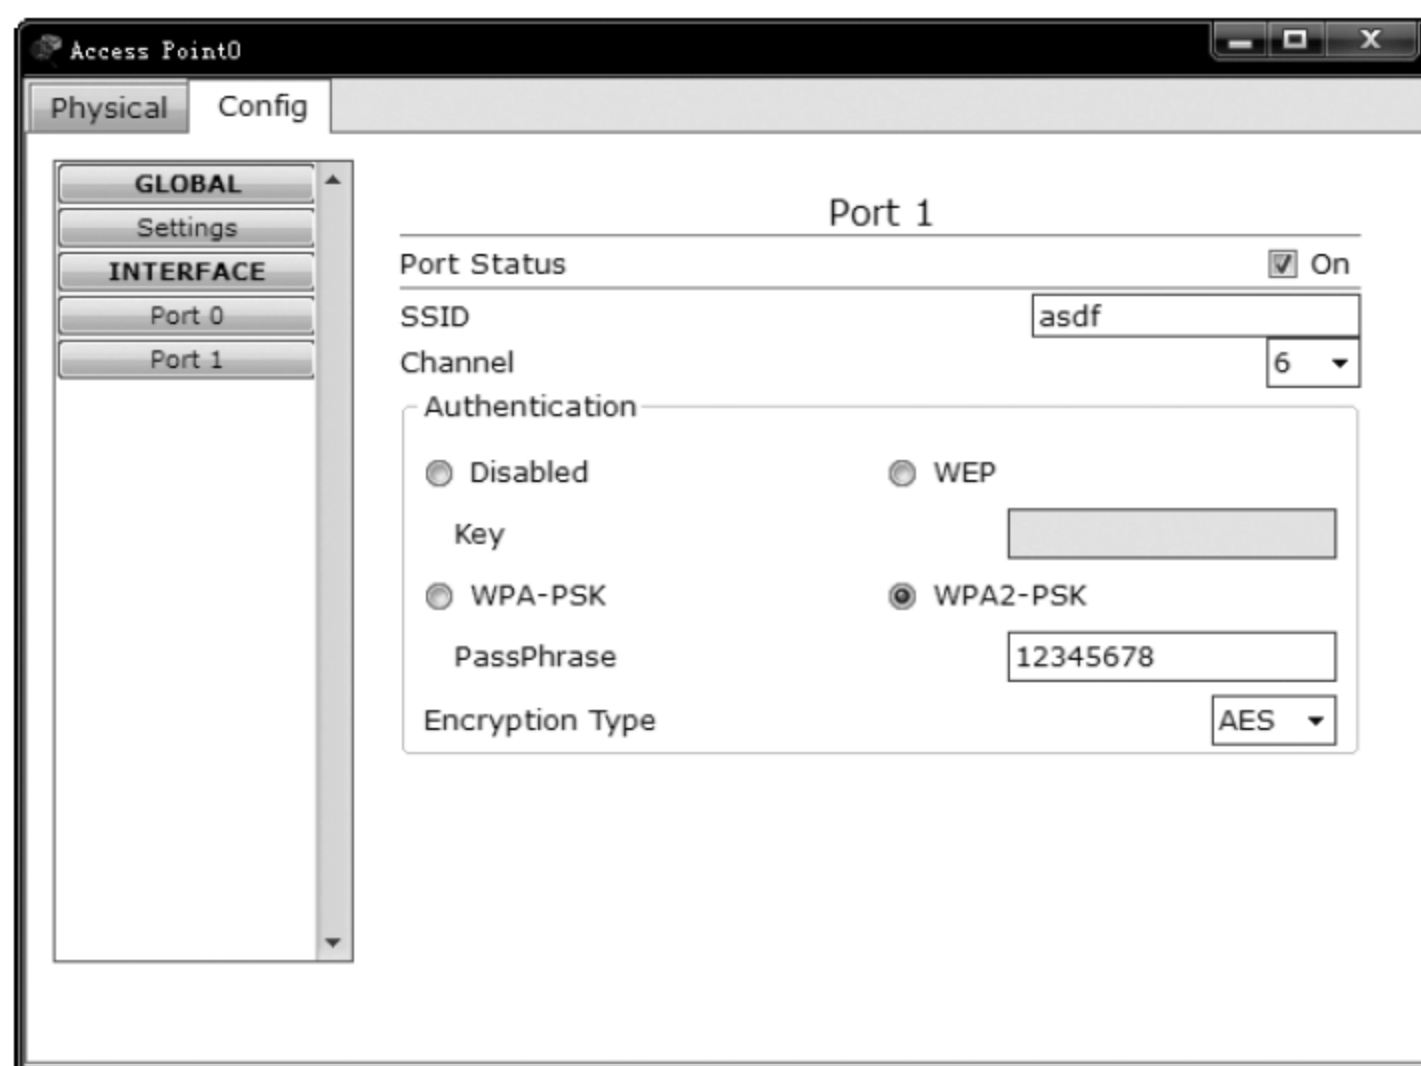 Access Point0
Physical
Config
GLOBAL
Settings
INTERFACE
Port 0
Port 1
Port 1
Port Status
On
SSID
asdf
Channel
6
Authentication
Disabled
WEP
Key
WPA-PSK
WPA2-PSK
PassPhrase
12345678
Encryption Type
AES